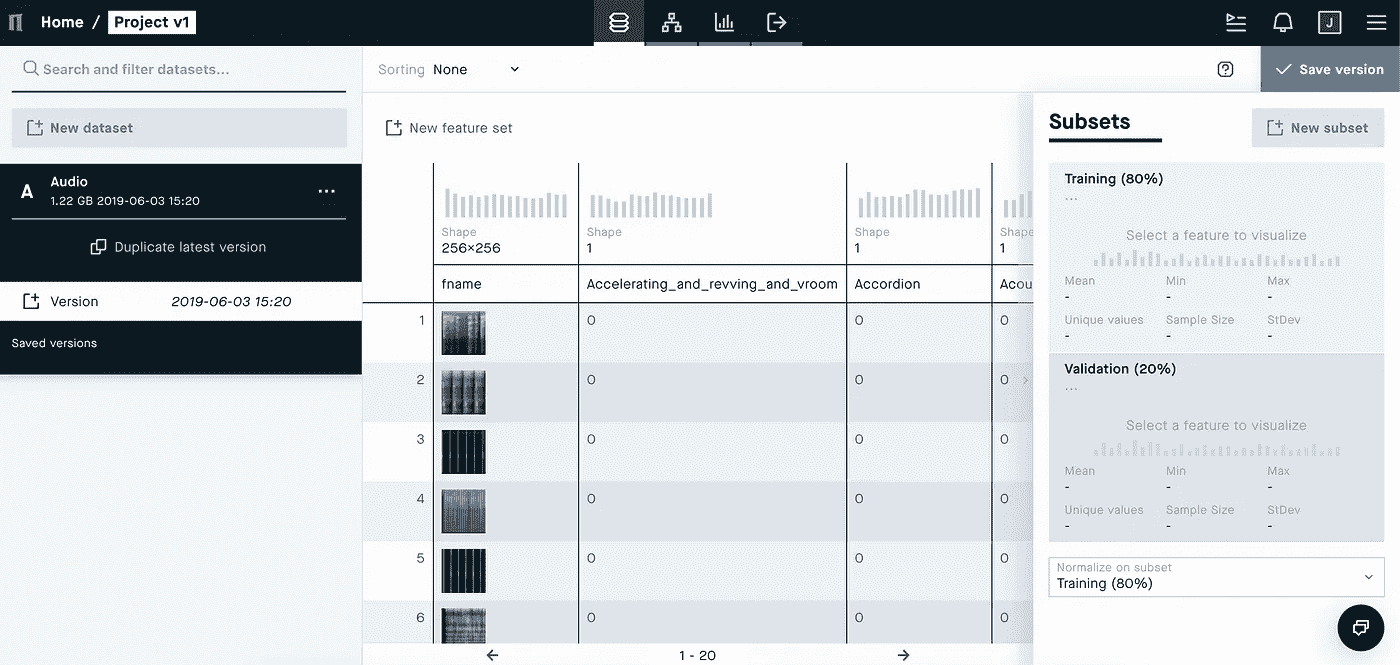 Home / Project v1
J
Search and filter datasets...
Sorting None
Save version
New dataset
New feature set
Subsets
New subset
A
Audio
1.22 GB 2019-06-03 15:20
Duplicate latest version
Version 2019-06-03 15:20
Saved versions
Shape Shape Shape Shape
256×256 1 1 1
fname Accelerating_and_revving_and_vroom Accordion Acou
1 0 0 0
2 0 0 0
3 0 0 0
4 0 0 0
5 0 0 0
6 0 0 0
1 - 20
Training (80%)
...
Select a feature to visualize
Mean Min Max
- - -
Unique values Sample Size StDev
- - -
Validation (20%)
...
Select a feature to visualize
Mean Min Max
- - -
Unique values Sample Size StDev
- - -
Normalize on subset
Training (80%)